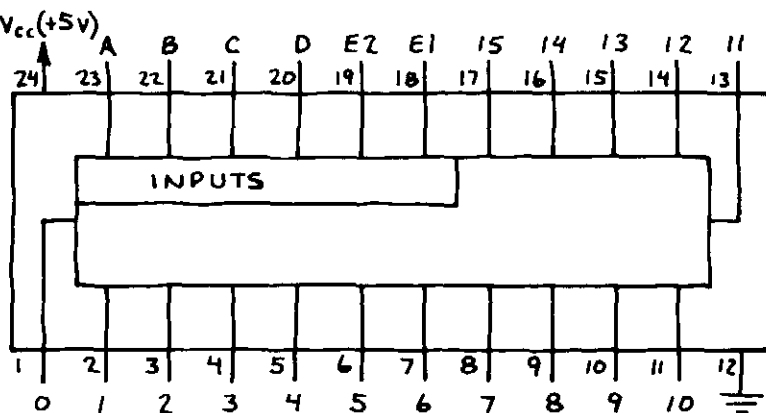 Vcc(+5V)
A B C D E2 E1 15 14 13 12 11
24 23 22 21 20 19 18 17 16 15 14 13
INPUTS
1 2 3 4 5 6 7 8 9 10 11 12
0 1 2 3 4 5 6 7 8 9 10